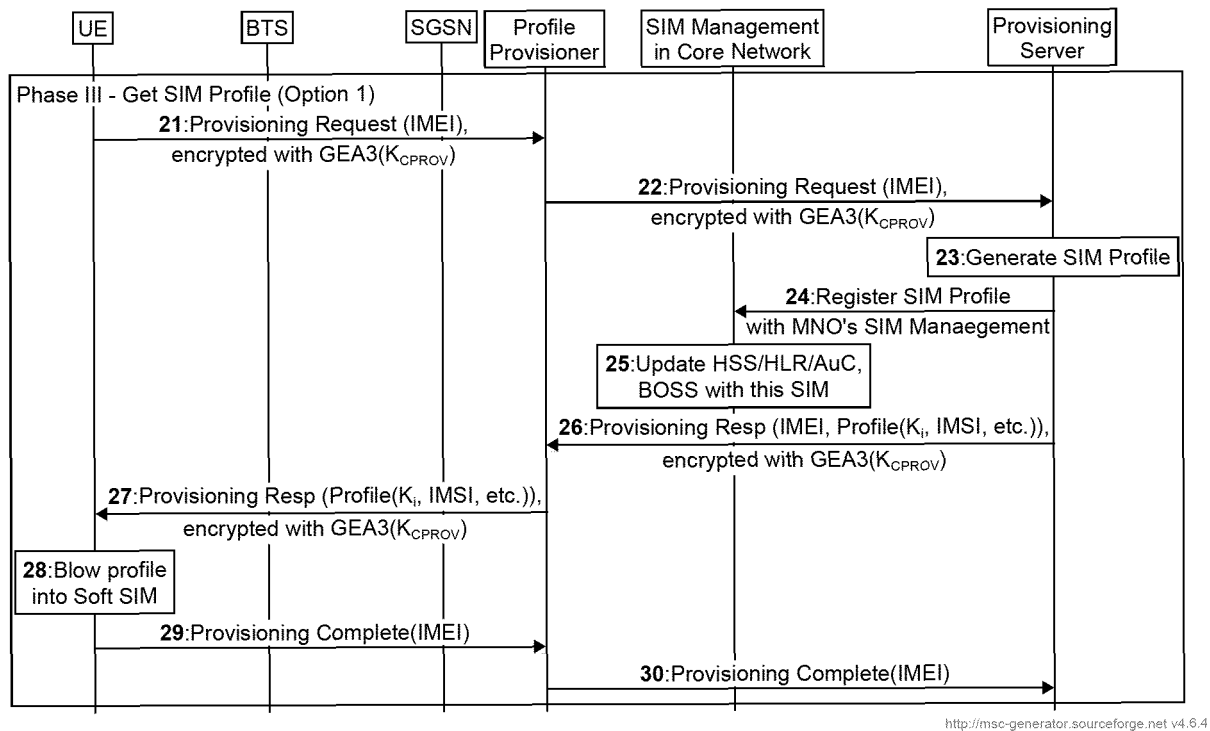 UE
BTS
SGSN
Profile
Provisioner
SIM Management
in Core Network
Provisioning
Server
Phase III - Get SIM Profile (Option 1)
21:Provisioning Request (IMEI),
encrypted with GEA3(KCPROV)
22:Provisioning Request (IMEI),
encrypted with GEA3(KCPROV)
23:Generate SIM Profile
24:Register SIM Profile
with MNO's SIM Manaegement
25:Update HSS/HLR/AuC,
BOSS with this SIM
26:Provisioning Resp (IMEI, Profile(Ki, IMSI, etc.)),
encrypted with GEA3(KCPROV)
27:Provisioning Resp (Profile(Ki, IMSI, etc.)),
encrypted with GEA3(KCPROV)
28:Blow profile
into Soft SIM
29:Provisioning Complete(IMEI)
30:Provisioning Complete(IMEI)
http://msc-generator.sourceforge.net v4.6.4